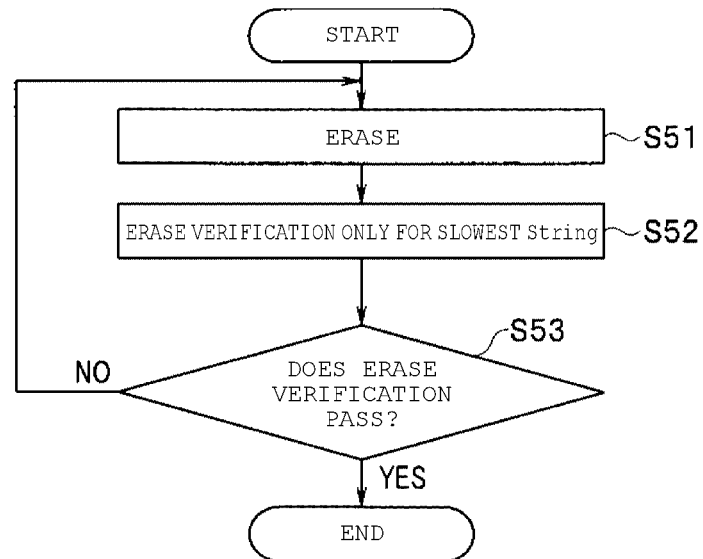 START
ERASE
S51
ERASE VERIFICATION ONLY FOR SLOWEST String
S52
S53
DOES ERASE
VERIFICATION
PASS?
NO
YES
END